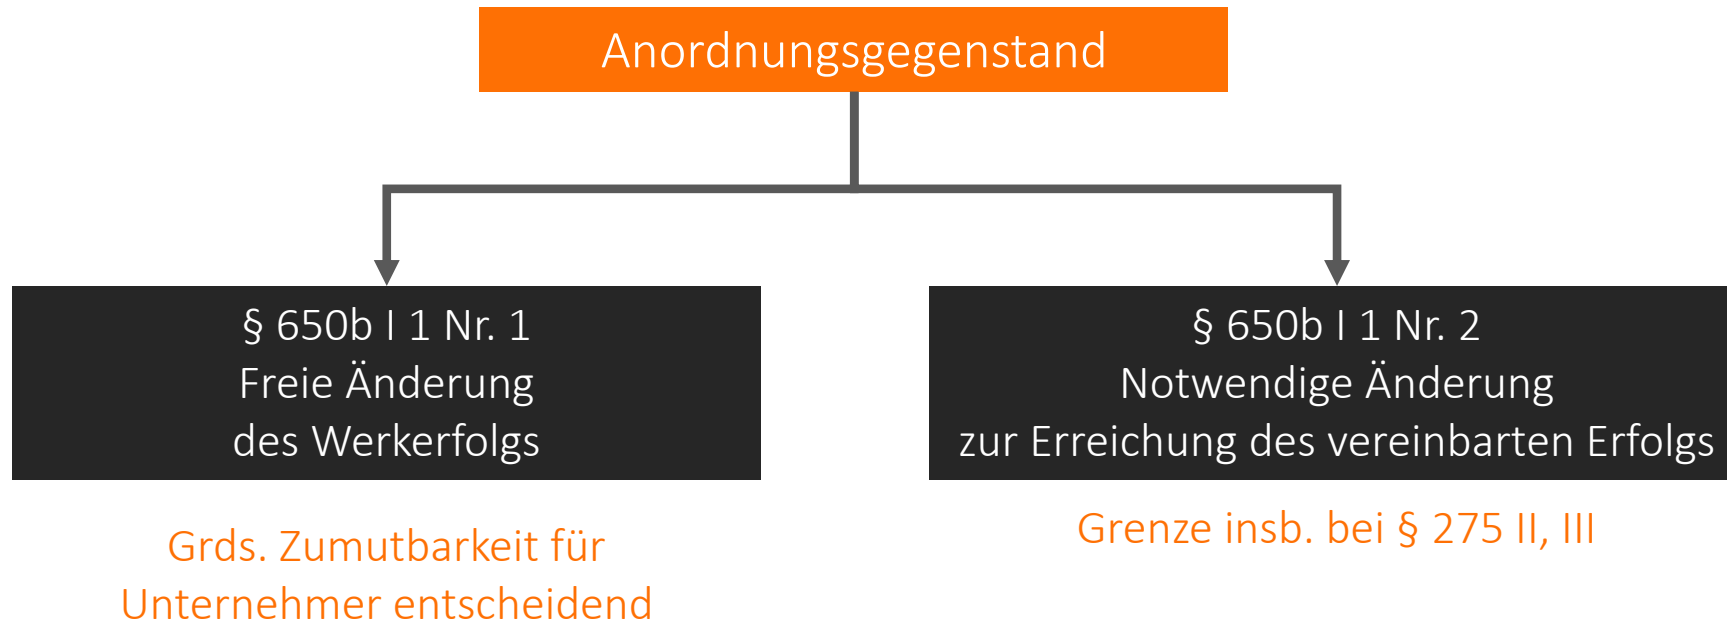 Anordnungsgegenstand
§ 650b I 1 Nr. 1
Freie Änderung
des Werkerfolgs
§ 650b I 1 Nr. 2
Notwendige Änderung
zur Erreichung des vereinbarten Erfolgs
Grds. Zumutbarkeit für
Unternehmer entscheidend
Grenze insb. bei § 275 II, III